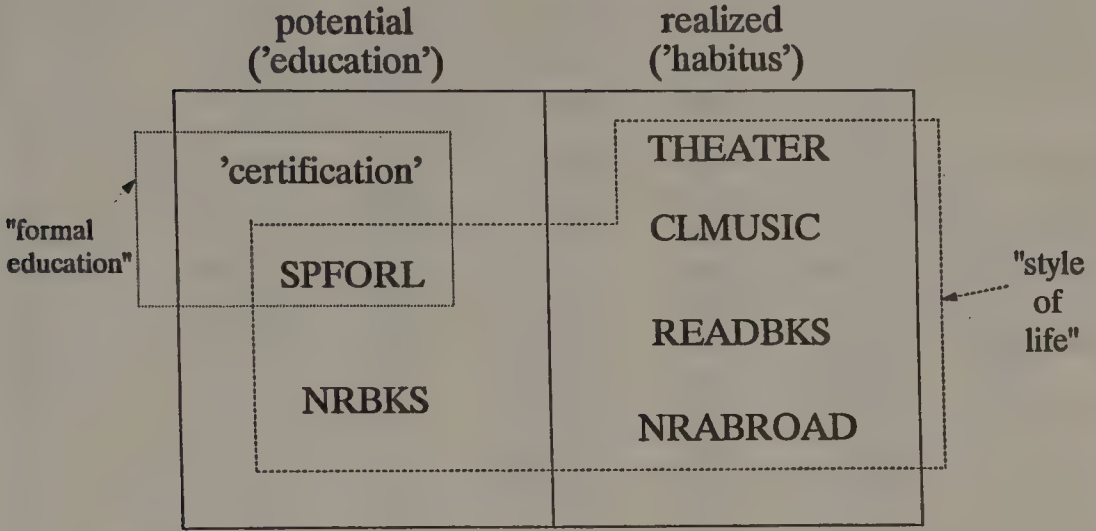 potential
('education')
realized
('habitus')
'certification'
THEATER
"formal
education"
CLMUSIC
SPFORL
"style
of
life"
READBKS
NRBKS
NRABROAD